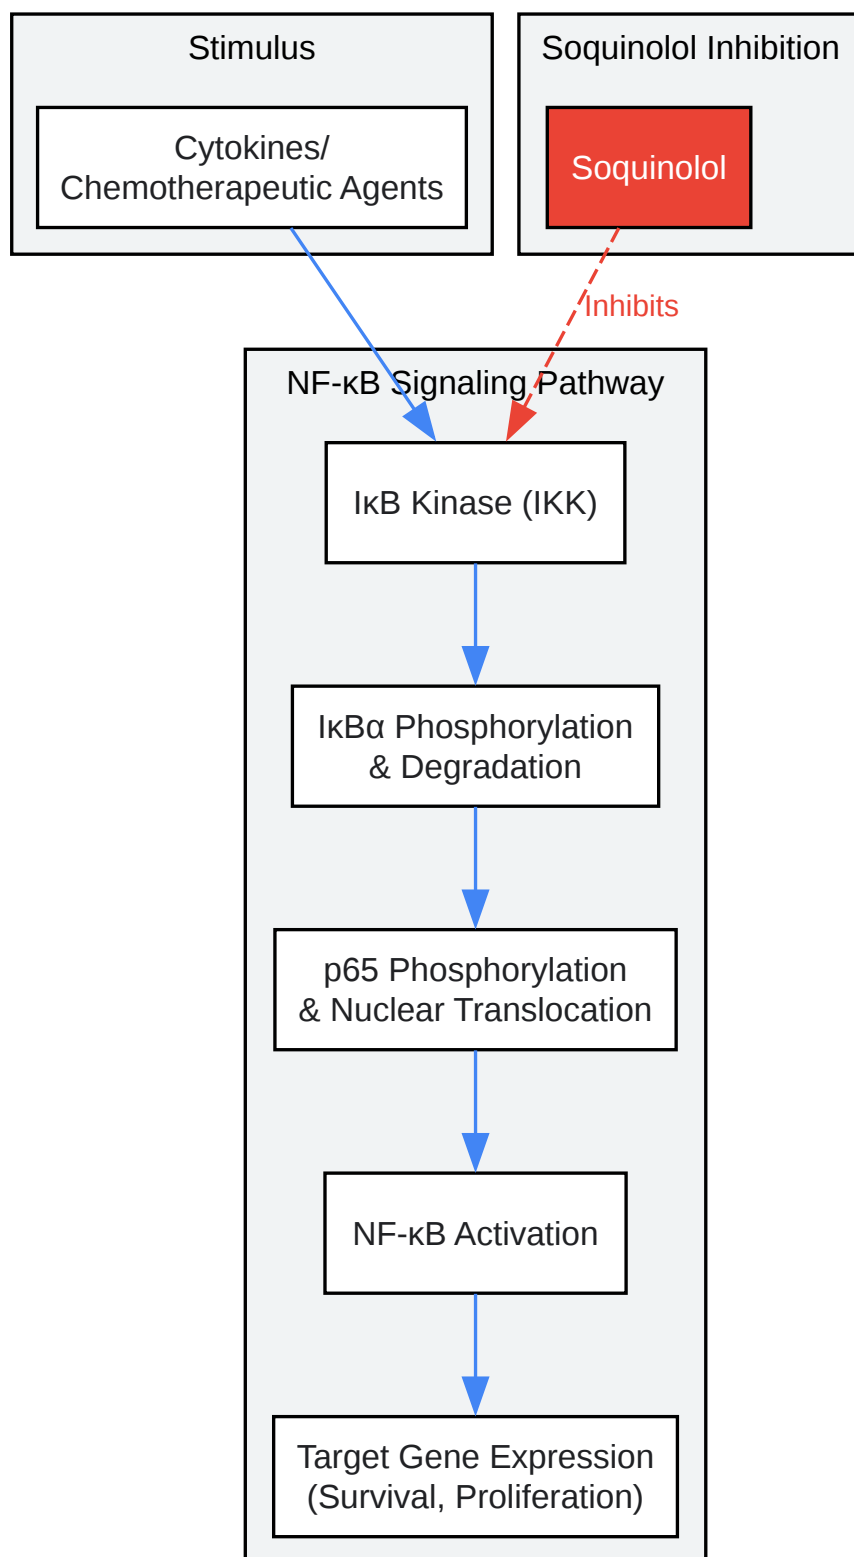 Stimulus
Cytokines/
Chemotherapeutic Agents
Soquinolol Inhibition
Soquinolol
Inhibits
NF-κB Signaling Pathway
IκB Kinase (IKK)
IκBα Phosphorylation
& Degradation
p65 Phosphorylation
& Nuclear Translocation
NF-κB Activation
Target Gene Expression
(Survival, Proliferation)